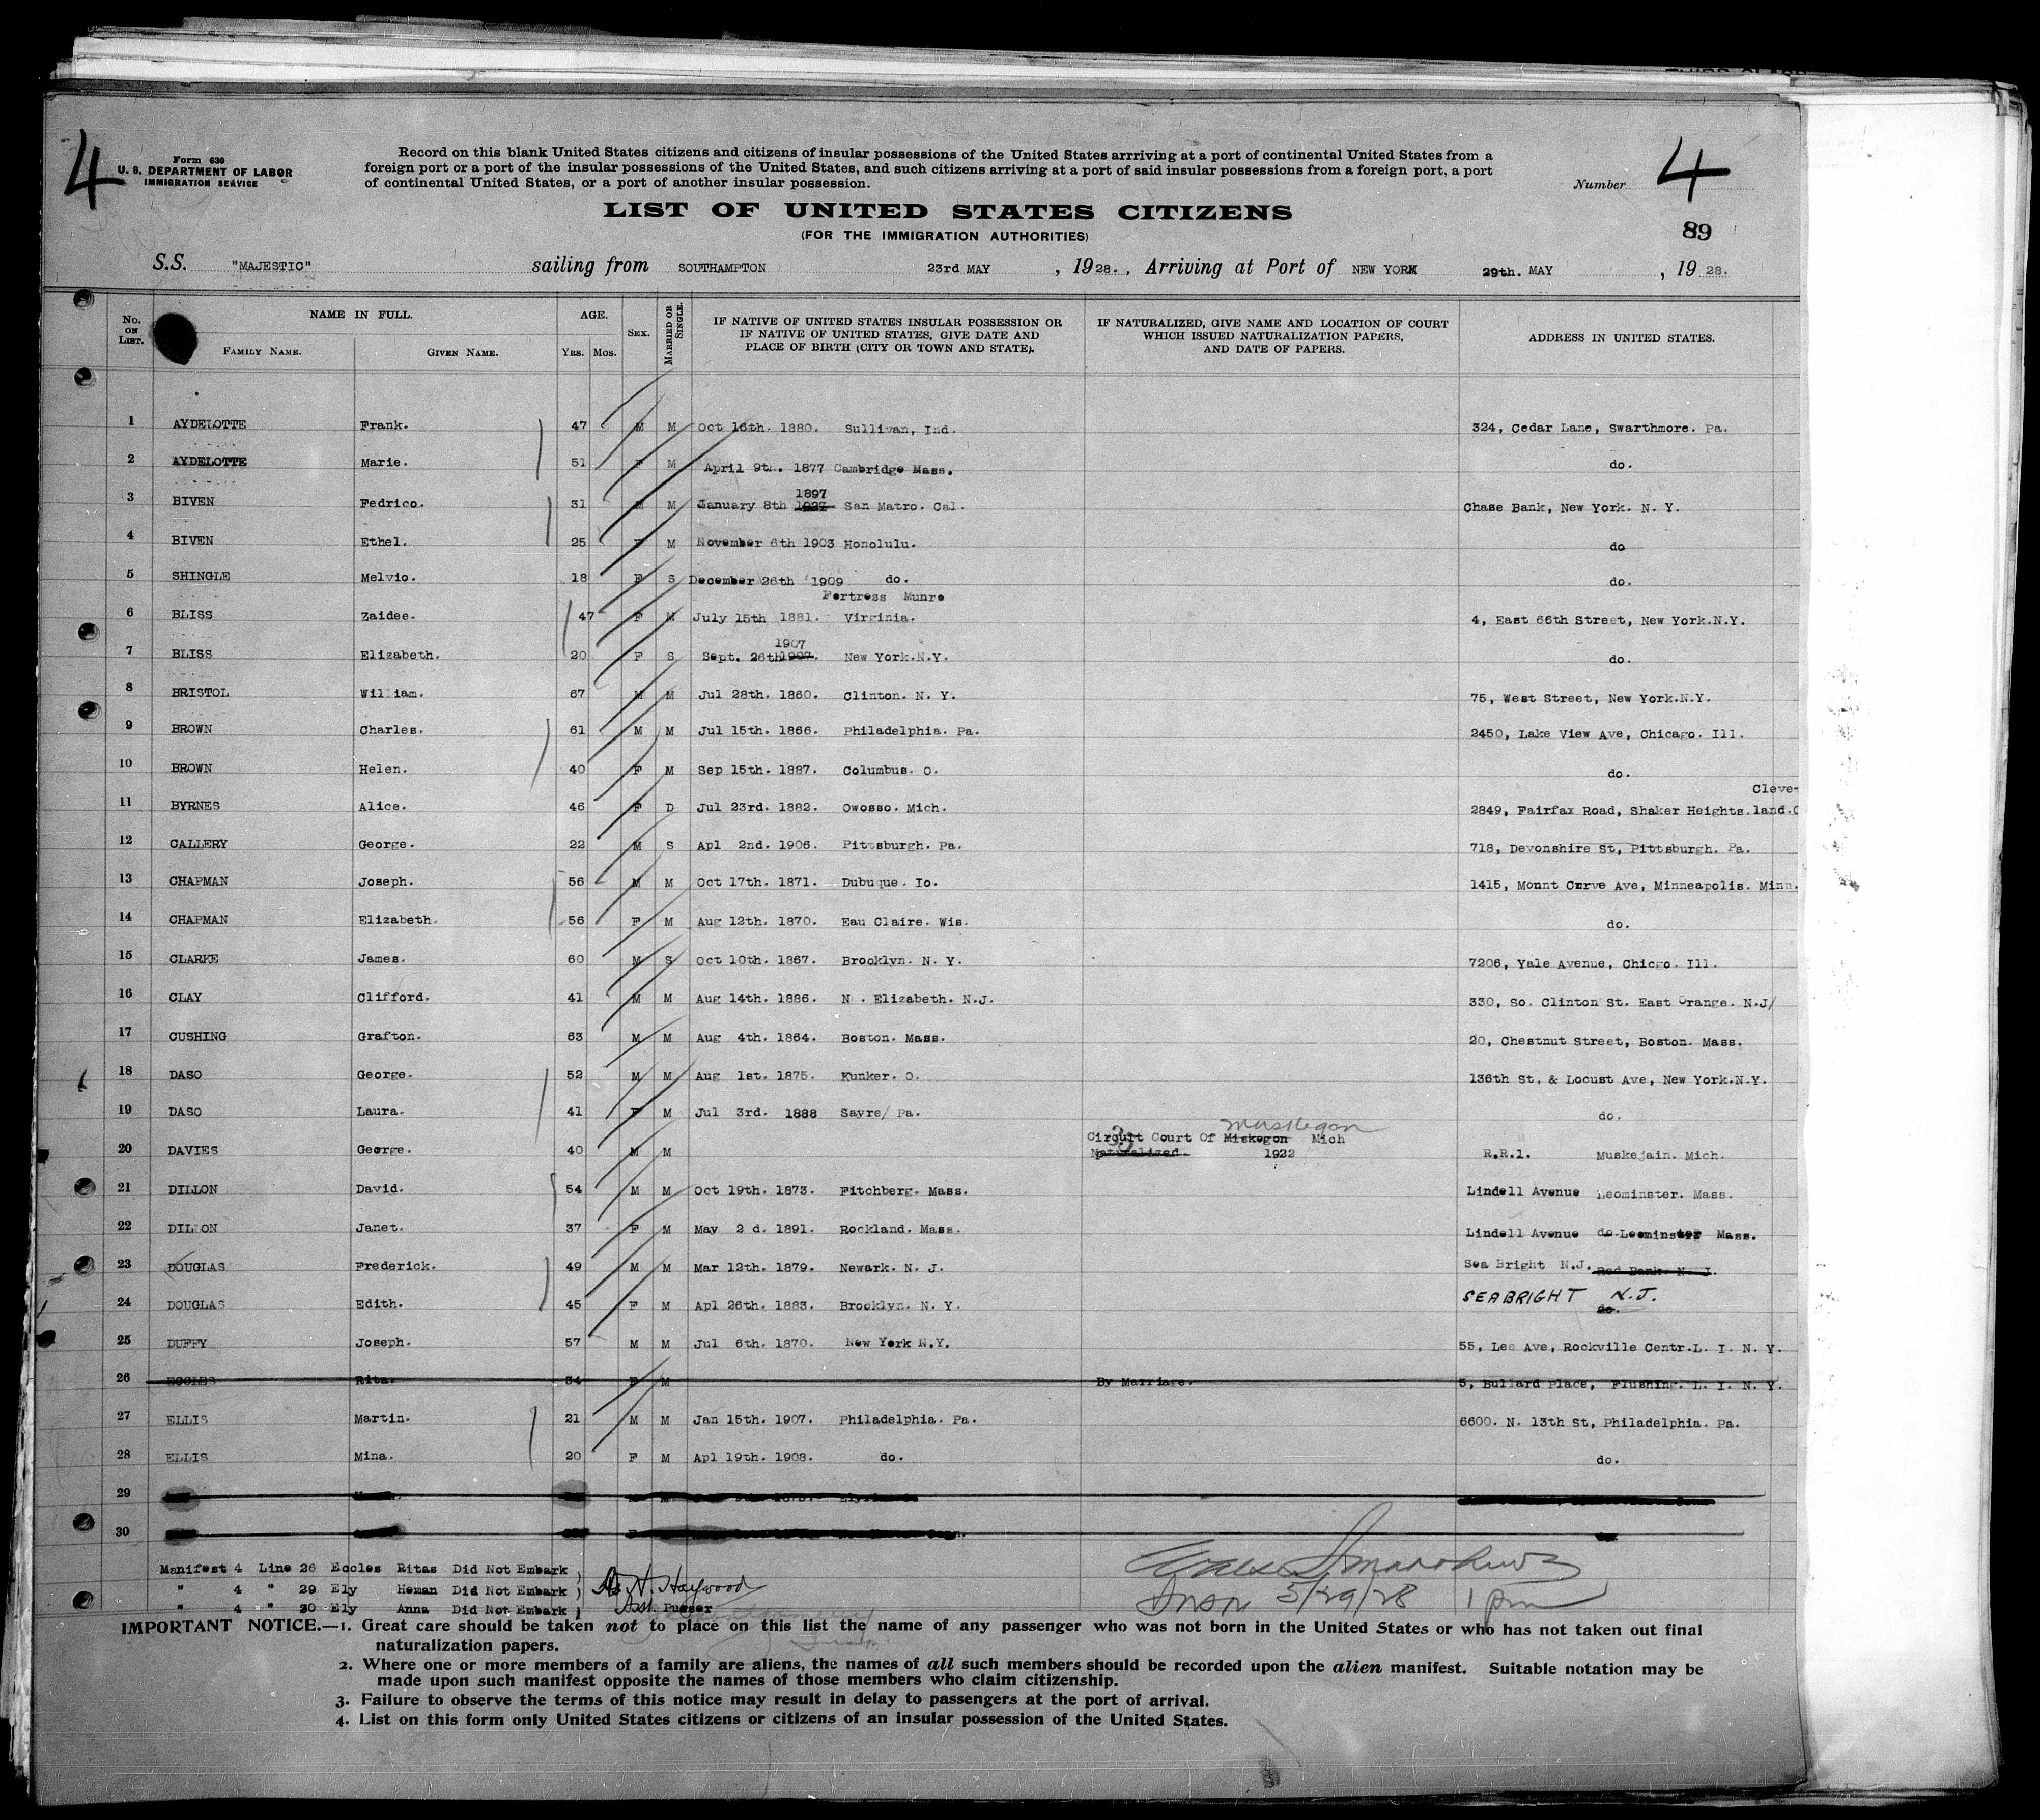 4
Form 630
U. S. DEPARTMENT OF LABOR
IMMIGRATION SERVICE
Record on this blank United States citizens and citizens of insular possessions of the United States arrriving at a port of continental United States from a
foreign port or a port of the insular possessions of the United States, and such citizens arriving at a port of said insular possessions from a foreign port, a port
of continental United States, or a port of another insular possession.
Number 4
LIST OF UNITED STATES CITIZENS
(FOR THE IMMIGRATION AUTHORITIES)
89
S.S. "MAJESTIC" sailing from SOUTHAMPTON 23rd MAY , 1928. , Arriving at Port of NEW YORK 29th. MAY , 1928.
No. ON LIST. NAME IN FULL. FAMILY NAME. GIVEN NAME. AGE. YRS. MOS. SEX. MARRIED OR SINGLE. IF NATIVE OF UNITED STATES INSULAR POSSESSION OR IF NATIVE OF UNITED STATES, GIVE DATE AND PLACE OF BIRTH (CITY OR TOWN AND STATE). IF NATURALIZED, GIVE NAME AND LOCATION OF COURT WHICH ISSUED NATURALIZATION PAPERS, AND DATE OF PAPERS. ADDRESS IN UNITED STATES.
1 AYDELOTTE Frank. 47 M M Oct 16th. 1880. Sullivan, Ind. 324, Cedar Lane, Swarthmore. Pa.
2 AYDELOTTE Marie. 51 F M April 9th. 1877 Cambridge Mass. do.
1897
3 BIVEN Fedrico. 31 M M January 8th 1927 San Matro. Cal. Chase Bank, New York. N. Y.
4 BIVEN Ethel. 25 F M November 6th 1903 Honolulu. do
5 SHINGLE Melvio. 18 F S December 26th 1909 do. do.
Fortress Munro
6 BLISS Zaidee. 47 F M July 15th 1881. Virginia. 4, East 66th Street, New York.N.Y.
1907
7 BLISS Elizabeth. 20 F S Sept. 26th 1907. New York.N.Y. do.
8 BRISTOL William. 67 M M Jul 28th. 1860. Clinton. N. Y. 75, West Street, New York.N.Y.
9 BROWN Charles. 61 M M Jul 15th. 1866. Philadelphia. Pa. 2450, Lake View Ave, Chicago. Ill.
10 BROWN Helen. 40 F M Sep 15th. 1887. Columbus. O. do.
Cleve-
11 BYRNES Alice. 46 F D Jul 23rd. 1882. Owosso. Mich. 2849, Fairfax Road, Shaker Heights.land.O
12 CALLERY George. 22 M S Apl 2nd. 1906. Pittsburgh. Pa. 718, Devonshire St, Pittsburgh. Pa.
13 CHAPMAN Joseph. 56 M M Oct 17th. 1871. Dubuque. Io. 1415, Mount Curve Ave, Minneapolis. Minn.
14 CHAPMAN Elizabeth. 56 F M Aug 12th. 1870. Eau Claire. Wis. do.
15 CLARKE James. 60 M S Oct 10th. 1867. Brooklyn. N. Y. 7206, Yale Avenue, Chicgo. Ill.
16 CLAY Clifford. 41 M M Aug 14th. 1886. N . Elizabeth. N.J. 330, So. Clinton St. East Orange. N.J/
17 CUSHING Grafton. 63 M M Aug 4th. 1864. Boston. Mass. 20, Chestnut Street, Boston. Mass.
18 DASO George. 52 M M Aug 1st. 1875. Kunker. O. 136th St, & Locust Ave, New York.N.Y.
19 DASO Laura. 41 F M Jul 3rd. 1888 Sayre/ Pa. do.
Muskegon
Circuit Court Of Miskegon Mich
20 DAVIES George. 40 M M Naturalized. 1922 R.R.1. Muskejain. Mich.
21 DILLON David. 54 M M Oct 19th. 1873. Fitchberg. Mass. Lindell Avenue Leominster. Mass.
22 DILLON Janet. 37 F M May 2 d. 1891. Rockland. Mass. Lindell Avenue do Leominster Mass.
23 DOUGLAS Frederick. 49 M M Mar 12th. 1879. Newark. N. J. Sea Bright N.J. Red Bank. N. J.
24 DOUGLAS Edith. 45 F M Apl 26th. 1883. Brooklyn. N. Y. SEABRIGHT N.J. do.
25 DUFFY Joseph. 57 M M Jul 6th. 1870. New York N.Y. 55, Lee Ave, Rockville Centr.L. I. N. Y.
26 ECCLES Rita. 34 F M By Marriage. 5, Bullard Place, Flushing. L. I. N. Y.
27 ELLIS Martin. 21 M M Jan 15th. 1907. Philadelphia. Pa. 6600. N. 13th St, Philadelphia. Pa.
28 ELLIS Mina. 20 F M Apl 19th. 1908. do. do.
29
30
Manifest 4 Line 26 Eccles Ritas Did Not Embark )
" 4 " 29 Ely Heman Did Not Embark ) A. Haywood
" 4 " 30 Ely Anna Did Not Embark ) Asst. Purser
5/29/28 1 pm
IMPORTANT NOTICE.—1. Great care should be taken not to place on this list the name of any passenger who was not born in the United States or who has not taken out final
naturalization papers.
2. Where one or more members of a family are aliens, the names of all such members should be recorded upon the alien manifest. Suitable notation may be
made upon such manifest opposite the names of those members who claim citizenship.
3. Failure to observe the terms of this notice may result in delay to passengers at the port of arrival.
4. List on this form only United States citizens or citizens of an insular possession of the United States.